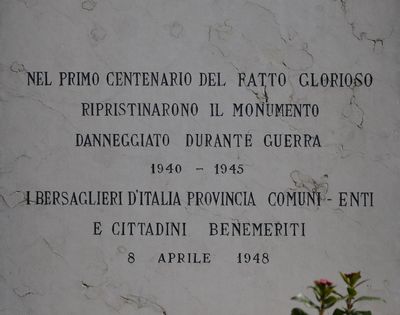 NEL PRIMO CENTENARIO DEL FATTO GLORIOSO
RIPRISTINARONO IL MONUMENTO
DANNEGGIATO DURANTE GUERRA
1940 - 1945
I BERSAGLIERI D'ITALIA PROVINCIA COMUNI - ENTI
E CITTADINI BENEMERITI
8 APRILE 1948